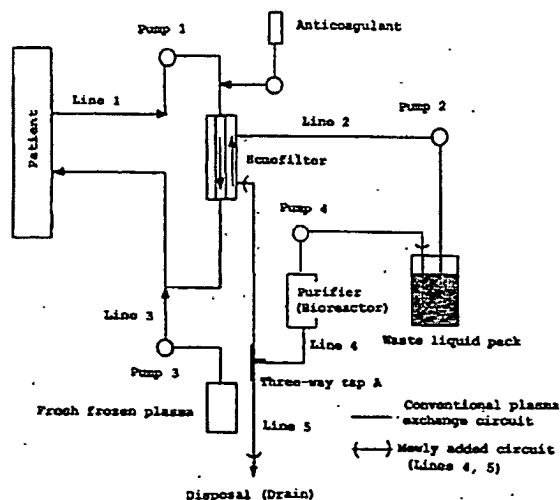 Pump 1
Anticoagulant
Line 1
Line 2
Pump 2
Patient
Hemofilter
Pump 4
Purifier
(Bioreactor)
Waste liquid pack
Line 3
Line 4
Pump 3
Three-way tap A
Fresh frozen plasma
Line 5
Conventional plasma
exchange circuit
Newly added circuit
(Lines 4, 5)
Disposal (Drain)